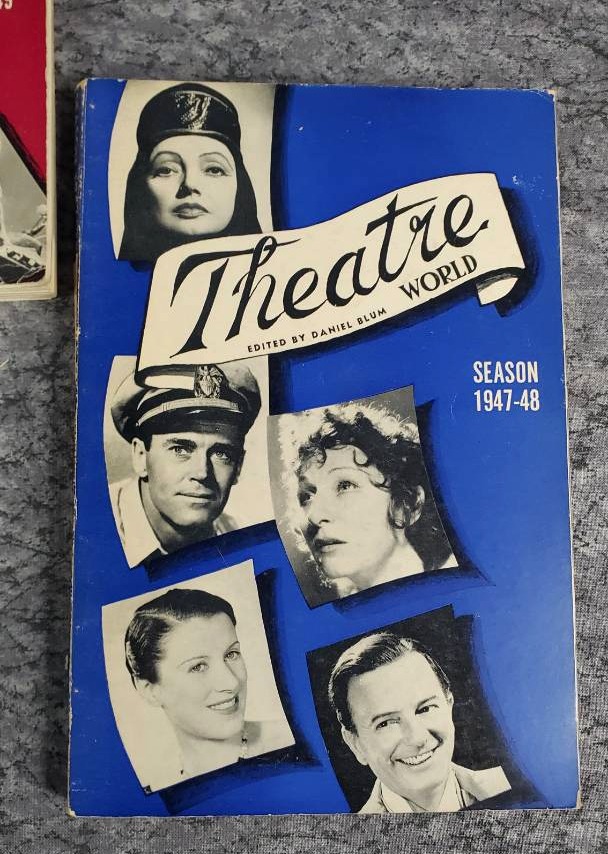 Theatre
WORLD
EDITED BY DANIEL BLUM
SEASON
1947-48